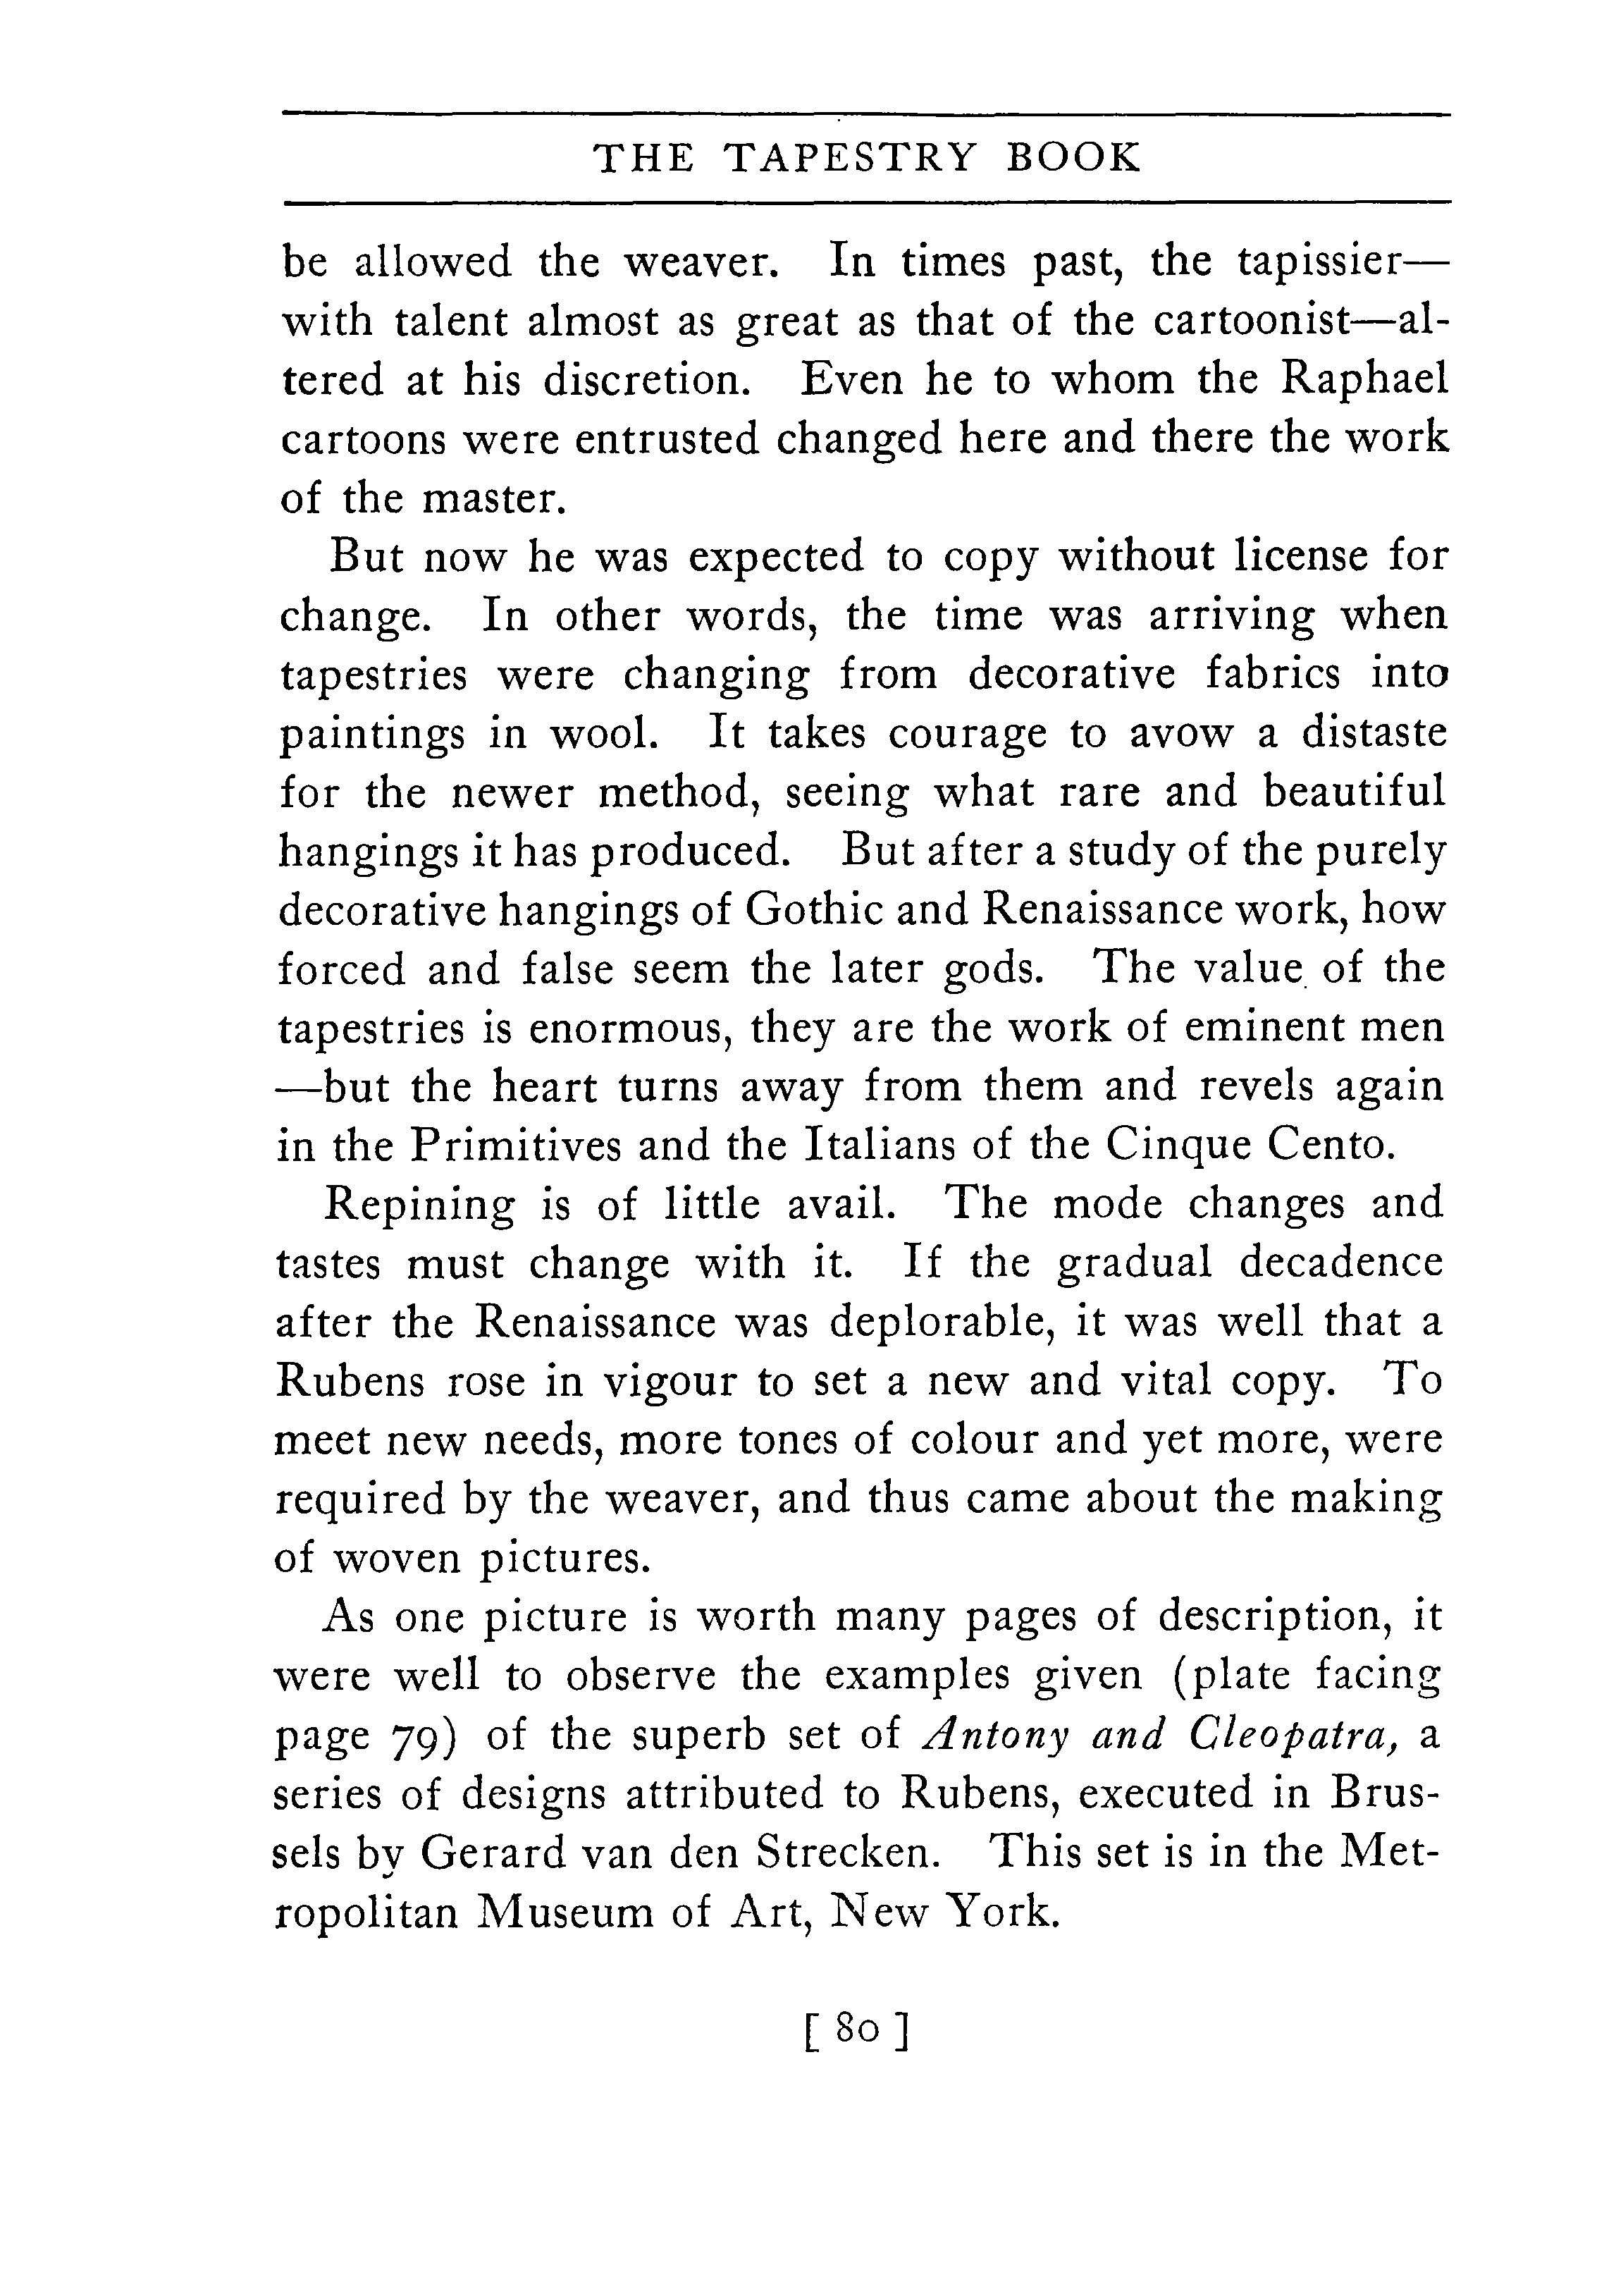 THE TAPESTRY BOOK
be allowed the weaver. In times past, the tapissier—
with talent almost as great as that of the cartoonist—al-
tered at his discretion. Even he to whom the Raphael
cartoons were entrusted changed here and there the work
of the master.
But now he was expected to copy without license for
change. In other words, the time was arriving when
tapestries were changing from decorative fabrics into
paintings in wool. It takes courage to avow a distaste
for the newer method, seeing what rare and beautiful
hangings it has produced. But after a study of the purely
decorative hangings of Gothic and Renaissance work, how
forced and false seem the later gods. The value of the
tapestries is enormous, they are the work of eminent men
—but the heart turns away from them and revels again
in the Primitives and the Italians of the Cinque Cento.
Repining is of little avail. The mode changes and
tastes must change with it. If the gradual decadence
after the Renaissance was deplorable, it was well that a
Rubens rose in vigour to set a new and vital copy. To
meet new needs, more tones of colour and yet more, were
required by the weaver, and thus came about the making
of woven pictures.
As one picture is worth many pages of description, it
were well to observe the examples given (plate facing
page 79) of the superb set of Antony and Cleopatra, a
series of designs attributed to Rubens, executed in Brus-
sels by Gerard van den Strecken. This set is in the Met-
ropolitan Museum of Art, New York.
[ 80 ]